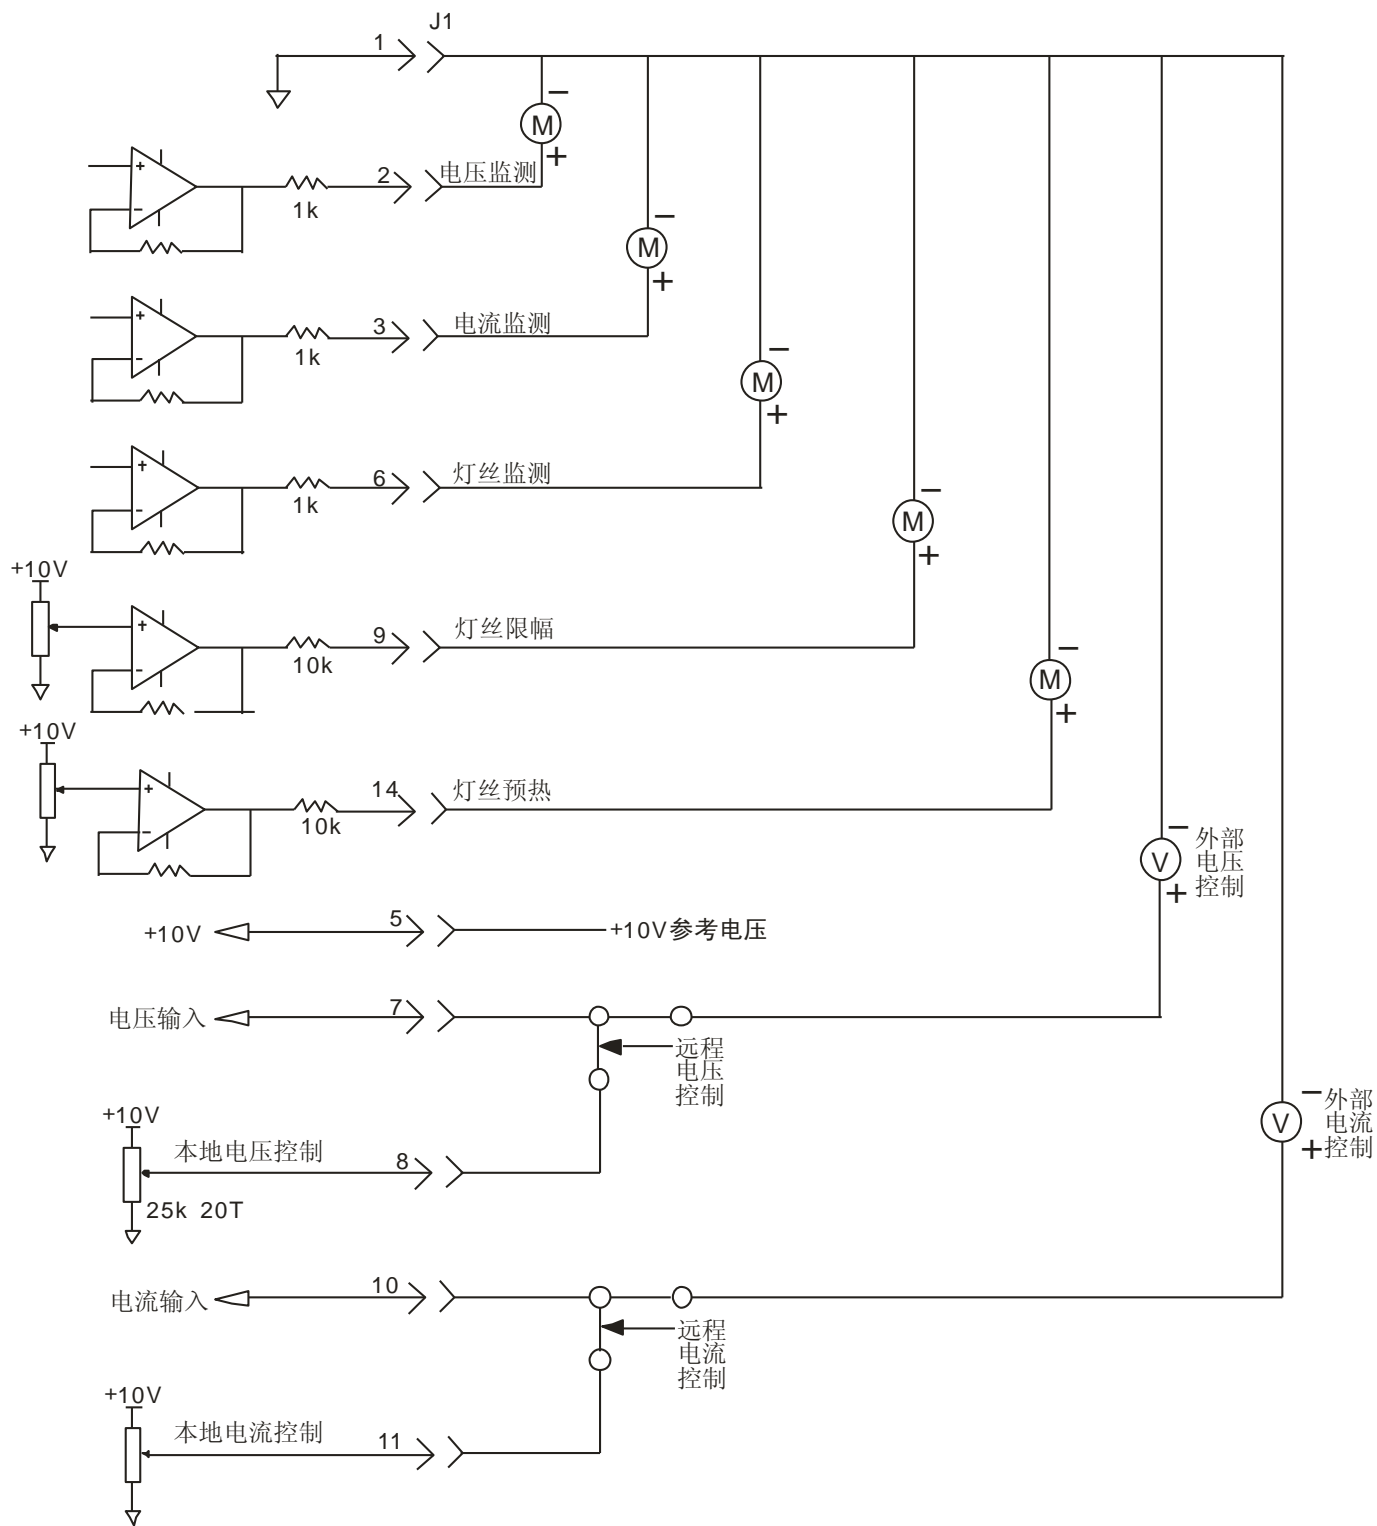 J1
1
−
M
+
2
电压监测
1k
+
−
−
M
+
3
电流监测
1k
+
−
−
M
+
6
灯丝监测
1k
+
−
−
M
+
+10V
9
灯丝限幅
10k
+
−
−
M
+
+10V
14
灯丝预热
10k
+
−
−
V
+
外部
电压
控制
+10V
5
+10V参考电压
电压输入
7
远程
电压
控制
−
V
+
外部
电流
控制
+10V
本地电压控制
8
25k 20T
电流输入
10
远程
电流
控制
+10V
本地电流控制
11